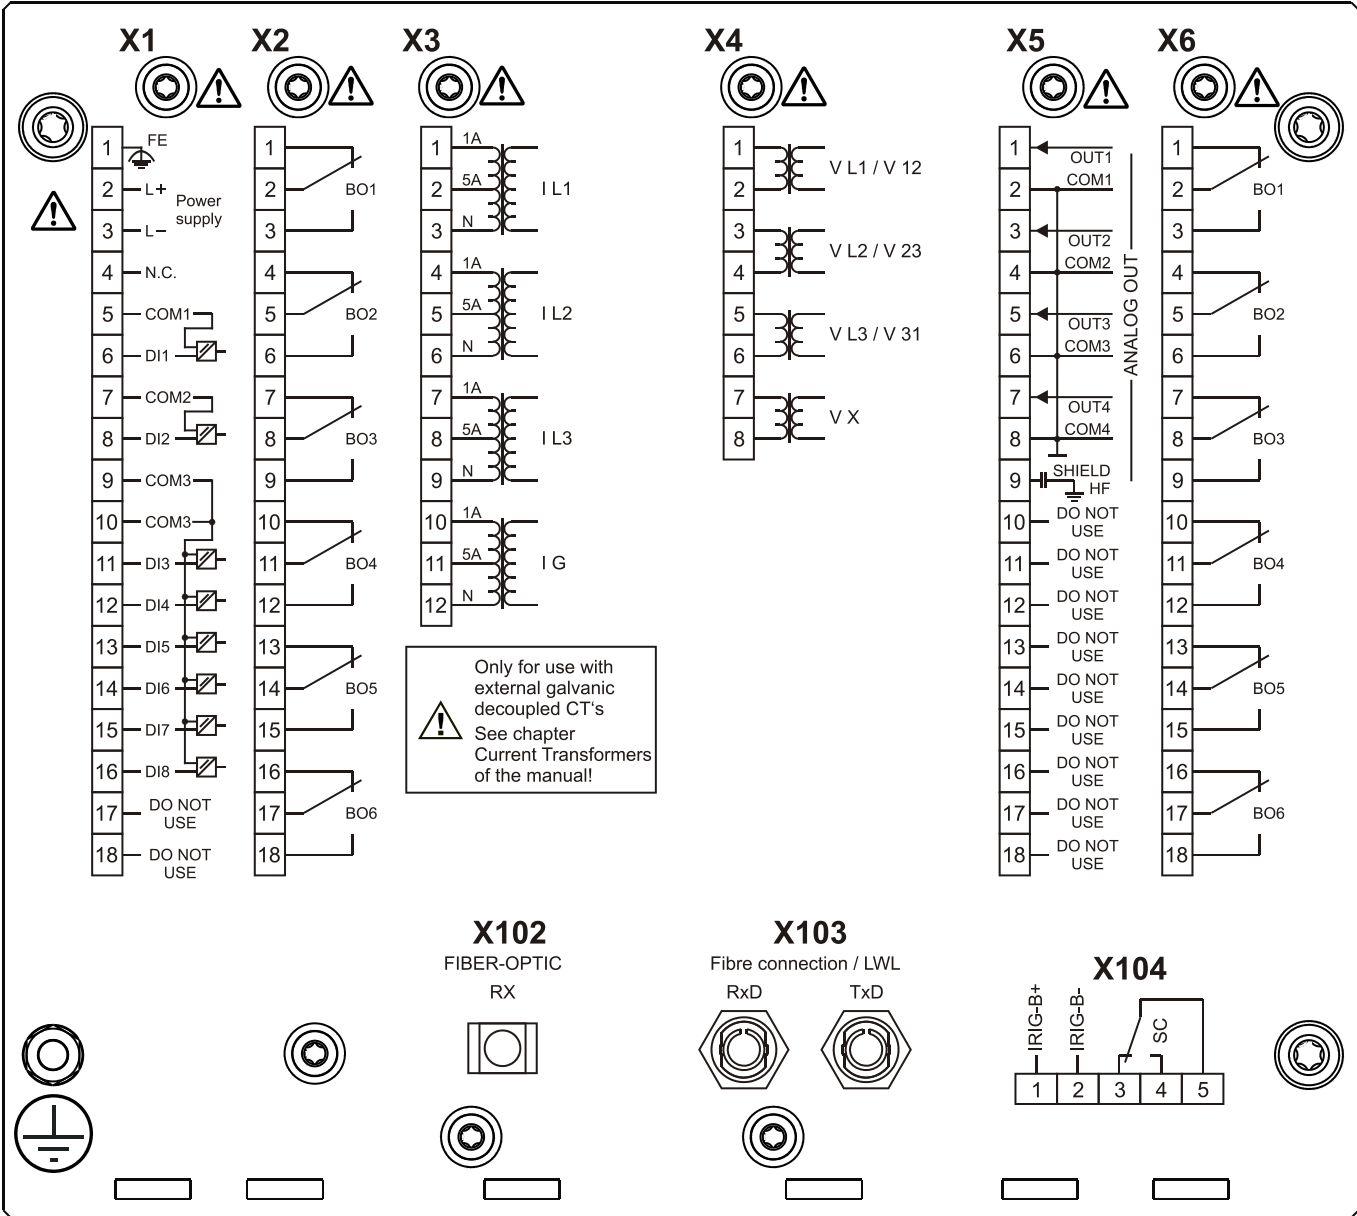 X1 X2 X3 X4 X5 X6
1 FE
2 L+
3 L–
Power
supply
4 N.C.
5 COM1
6 DI1
7 COM2
8 DI2
9 COM3
10 COM3
11 DI3
12 DI4
13 DI5
14 DI6
15 DI7
16 DI8
17 DO NOT
USE
18 DO NOT
USE
1
2 BO1
3
4
5 BO2
6
7
8 BO3
9
10
11 BO4
12
13
14 BO5
15
16
17 BO6
18
1 1A
2 5A I L1
3 N
4 1A
5 5A I L2
6 N
7 1A
8 5A I L3
9 N
10 1A
11 5A I G
12 N
Only for use with
external galvanic
decoupled CT‘s
See chapter
Current Transformers
of the manual!
1
V L1 / V 12
2
3
V L2 / V 23
4
5
V L3 / V 31
6
7
V X
8
1 OUT1
2 COM1
3 OUT2
4 COM2
5 OUT3
6 COM3
7 OUT4
8 COM4
ANALOG OUT
9 SHIELD
HF
10 DO NOT
USE
11 DO NOT
USE
12 DO NOT
USE
13 DO NOT
USE
14 DO NOT
USE
15 DO NOT
USE
16 DO NOT
USE
17 DO NOT
USE
18 DO NOT
USE
1
2 BO1
3
4
5 BO2
6
7
8 BO3
9
10
11 BO4
12
13
14 BO5
15
16
17 BO6
18
X102
FIBER-OPTIC
RX
X103
Fibre connection / LWL
RxD TxD
X104
IRIG-B+
IRIG-B-
SC
1 2 3 4 5